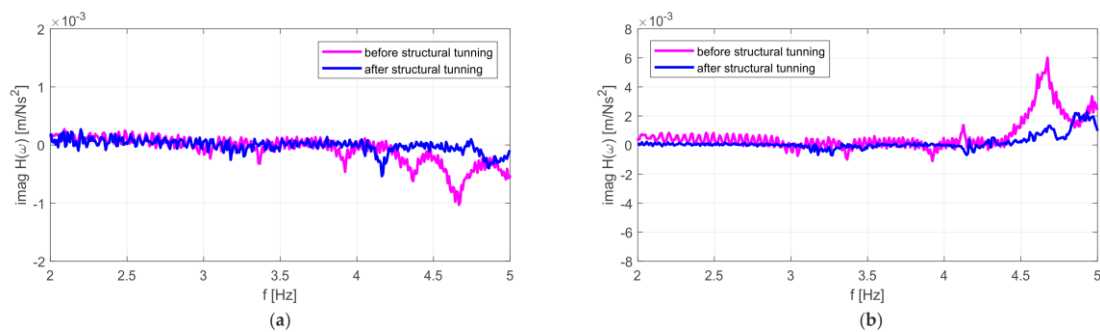 ×10⁻³
2
1
0
-1
-2
imag H(ω) [m/Ns²]
before structural tunning
after structural tunning
2 2.5 3 3.5 4 4.5 5
f [Hz]
(a)
×10⁻³
8
6
4
2
0
-2
-4
-6
-8
imag H(ω) [m/Ns²]
before structural tunning
after structural tunning
2 2.5 3 3.5 4 4.5 5
f [Hz]
(b)